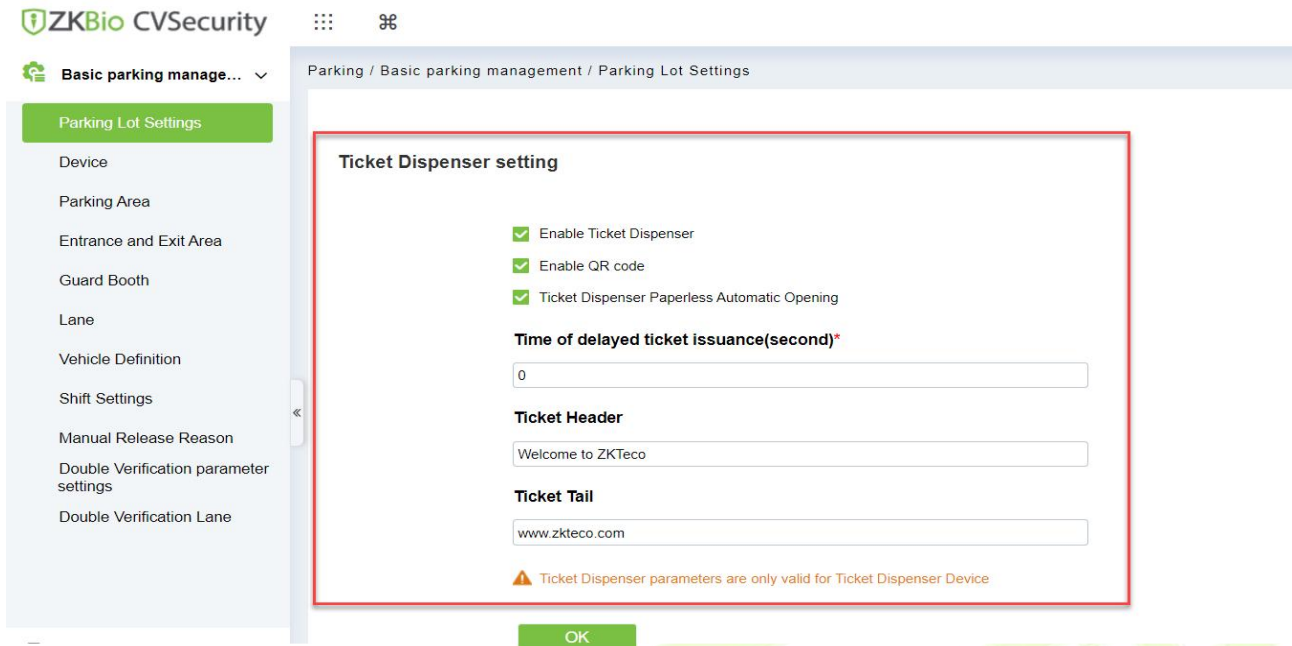 ZKBio CVSecurity
Basic parking manage...
Parking / Basic parking management / Parking Lot Settings
Parking Lot Settings
Device
Parking Area
Entrance and Exit Area
Guard Booth
Lane
Vehicle Definition
Shift Settings
Manual Release Reason
Double Verification parameter
settings
Double Verification Lane
Ticket Dispenser setting
Enable Ticket Dispenser
Enable QR code
Ticket Dispenser Paperless Automatic Opening
Time of delayed ticket issuance(second)*
0
Ticket Header
Welcome to ZKTeco
Ticket Tail
www.zkteco.com
Ticket Dispenser parameters are only valid for Ticket Dispenser Device
OK